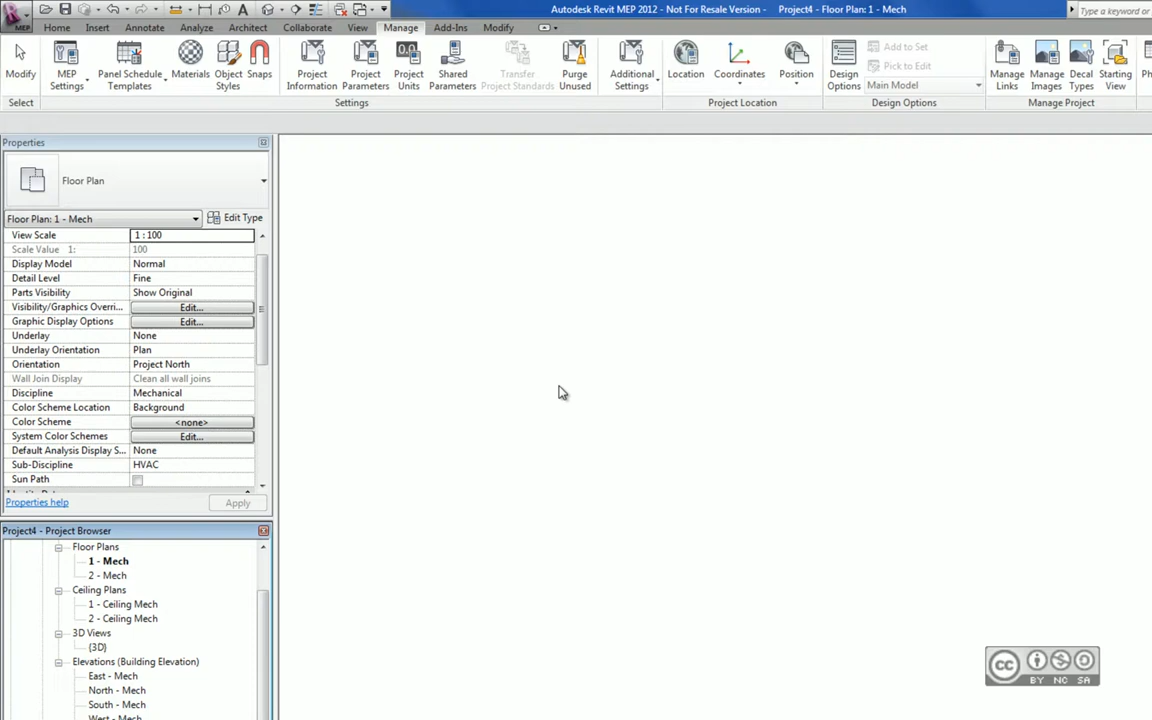 Autodesk Revit MEP 2012 - Not For Resale Version - Project4 - Floor Plan: 1 - Mech
Type a keyword
MEP
Home Insert Annotate Analyze Architect Collaborate View Manage Add-Ins Modify
Modify
MEP Settings
Panel Schedule Templates
Materials
Object Styles
Snaps
Project Information
Project Parameters
Project Units
Shared Parameters
Transfer Project Standards
Purge Unused
Additional Settings
Location
Coordinates
Position
Design Options
Add to Set
Pick to Edit
Main Model
Manage Links
Manage Images
Decal Types
Starting View
Select Settings Project Location Design Options Manage Project
Properties
Floor Plan
Floor Plan: 1 - Mech Edit Type
View Scale 1 : 100
Scale Value 1: 100
Display Model Normal
Detail Level Fine
Parts Visibility Show Original
Visibility/Graphics Overri... Edit...
Graphic Display Options Edit...
Underlay None
Underlay Orientation Plan
Orientation Project North
Wall Join Display Clean all wall joins
Discipline Mechanical
Color Scheme Location Background
Color Scheme <none>
System Color Schemes Edit...
Default Analysis Display S... None
Sub-Discipline HVAC
Sun Path
Properties help Apply
Project4 - Project Browser
Floor Plans
1 - Mech
2 - Mech
Ceiling Plans
1 - Ceiling Mech
2 - Ceiling Mech
3D Views
{3D}
Elevations (Building Elevation)
East - Mech
North - Mech
South - Mech
West - Mech
cc
BY NC SA